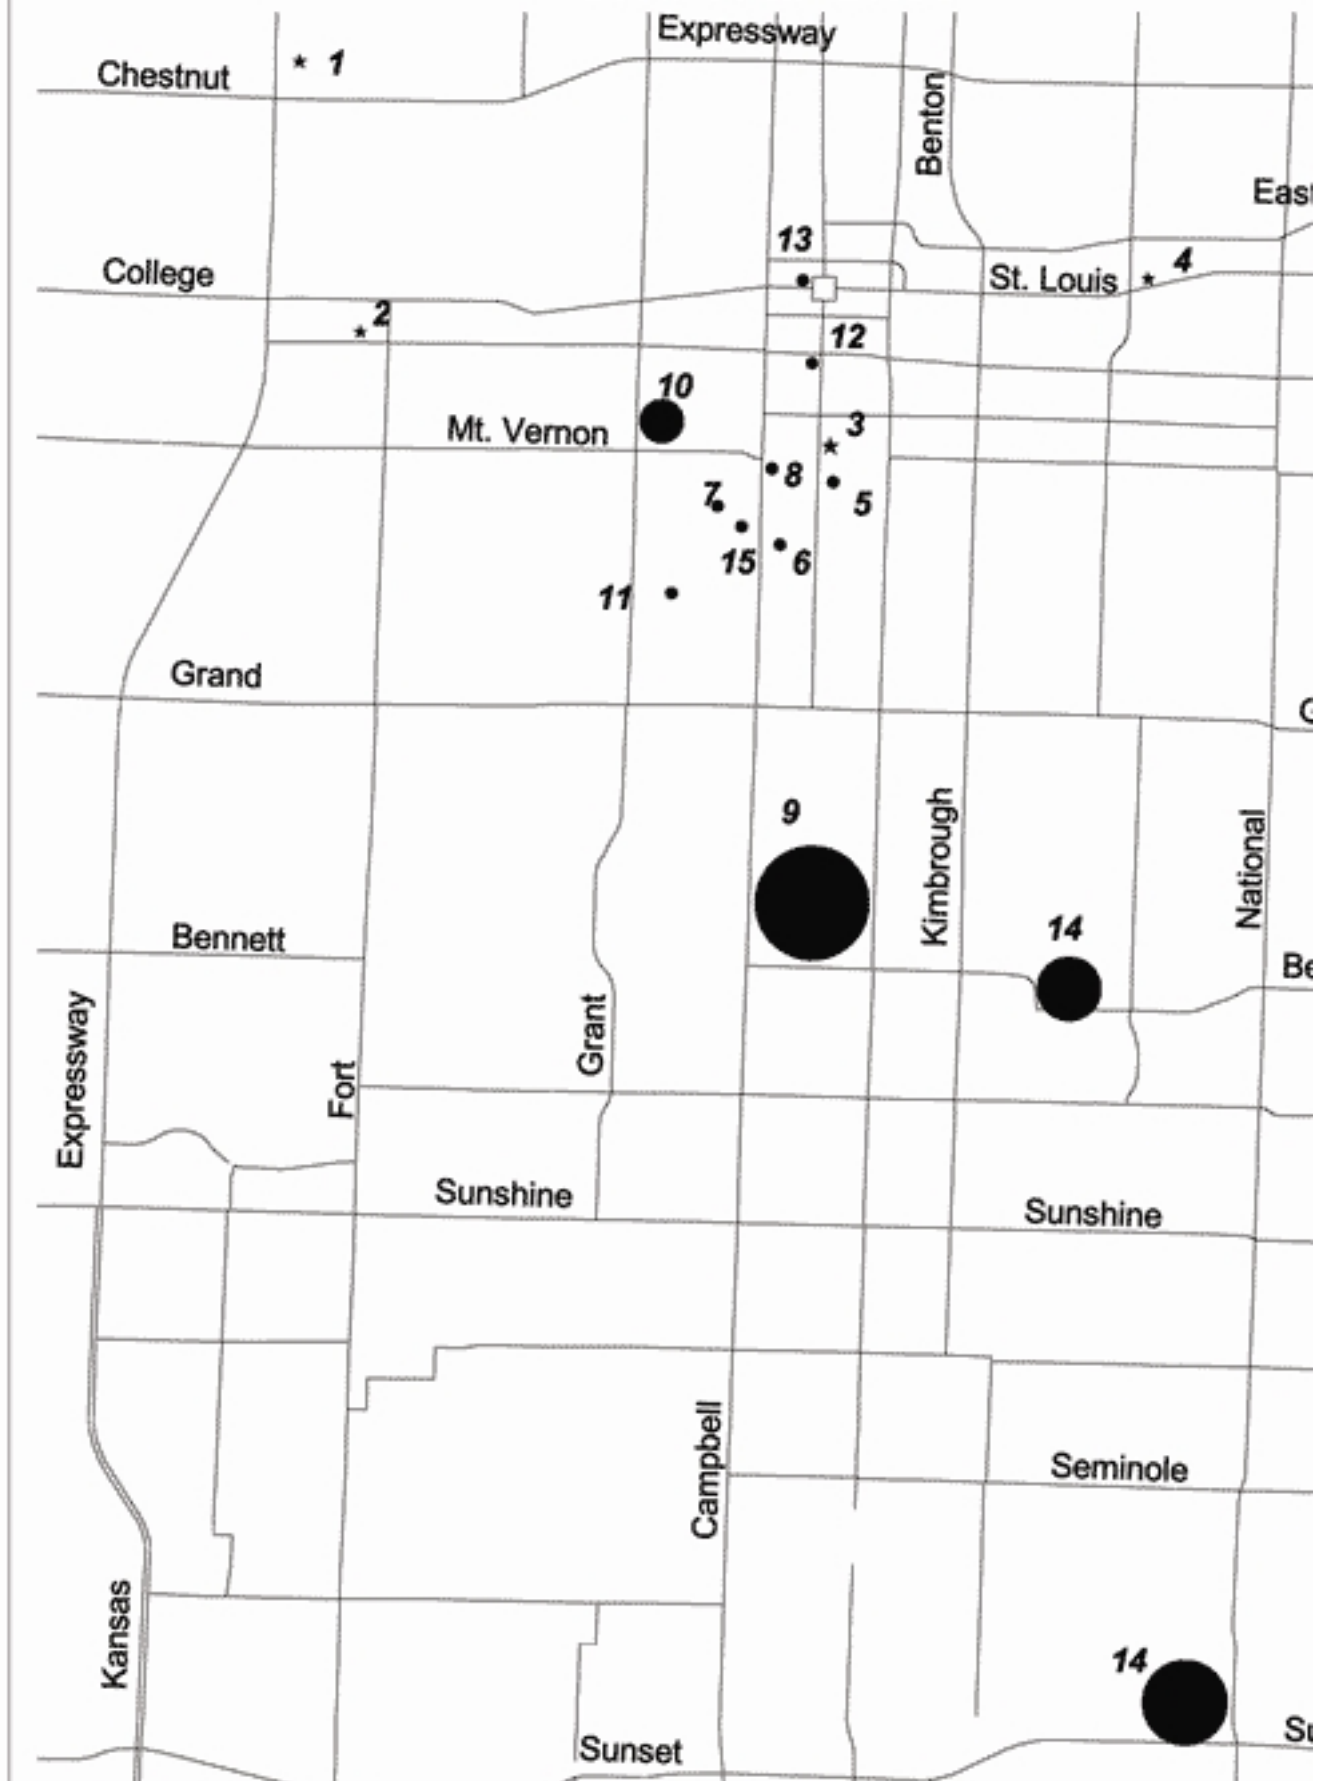 Expressway
Chestnut
1
Benton
East
13
College
St. Louis
4
2
12
10
Mt. Vernon
3
8
7
5
15
6
11
Grand
G
9
Kimbrough
National
14
Bennett
Be
Expressway
Grant
Fort
Sunshine
Sunshine
Campbell
Seminole
Kansas
14
Su
Sunset